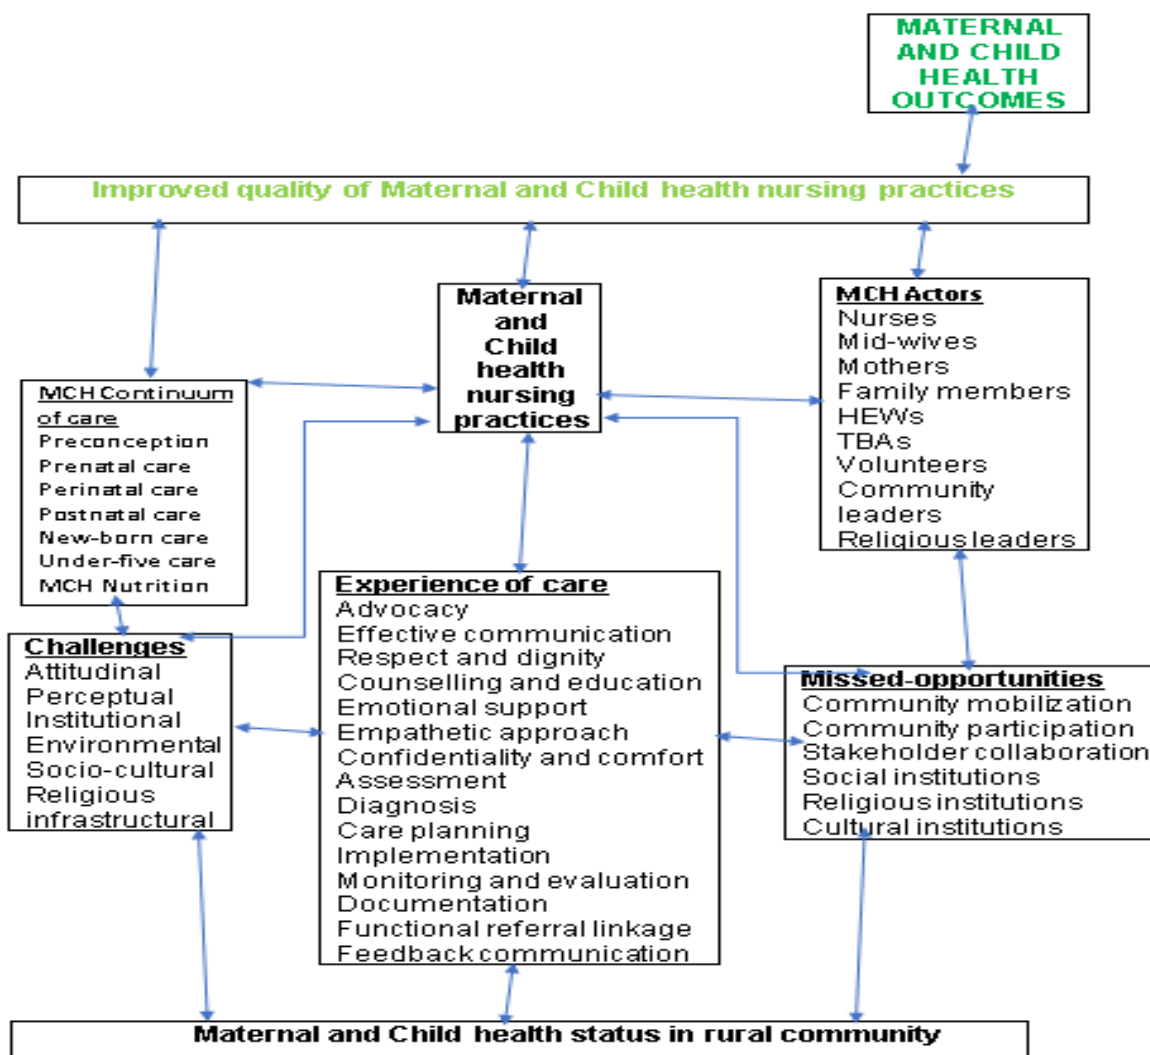 MATERNAL
AND CHILD
HEALTH
OUTCOMES
Improved quality of Maternal and Child health nursing practices
Maternal
and
Child
health
nursing
practices
MCH Actors
Nurses
Mid-wives
Mothers
Family members
HEWs
TBAs
Volunteers
Community
leaders
Religious leaders
MCH Continuum
of care
Preconception
Prenatal care
Perinatal care
Postnatal care
New-born care
Under-five care
MCH Nutrition
Experience of care
Advocacy
Effective communication
Respect and dignity
Counselling and education
Emotional support
Empathetic approach
Confidentiality and comfort
Assessment
Diagnosis
Care planning
Implementation
Monitoring and evaluation
Documentation
Functional referral linkage
Feedback communication
Challenges
Attitudinal
Perceptual
Institutional
Environmental
Socio-cultural
Religious
infrastructural
Missed-opportunities
Community mobilization
Community participation
Stakeholder collaboration
Social institutions
Religious institutions
Cultural institutions
Maternal and Child health status in rural community